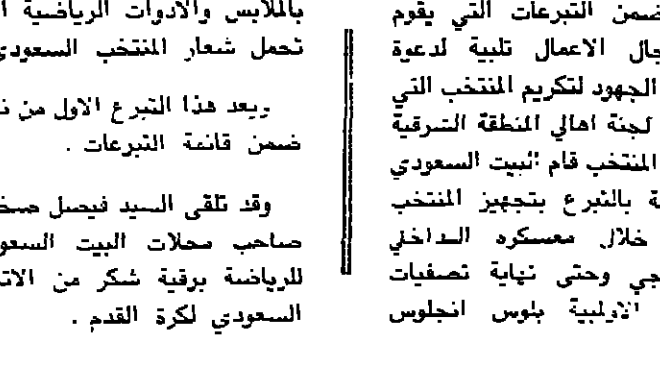 ضمن التبرعات التي يقوم
الاعمال تلبية لدعوة
الجهود لتكريم المنتخب التي
لجنة اهالي المنطقة الشرقية
المنتخب قام البيت السعودي
بالتبرع بتجهيز المنتخب
خلال معسكره الداخلي
وحتى نهاية تصفيات
الاولمبية بلوس انجلوس
بالملابس والادوات الرياضية
تحمل شعار المنتخب السعودي
ويعد هذا التبرع الاول من
ضمن قائمة التبرعات .
وقد تلقى السيد فيصل
صاحب محلات البيت
للرياضة برقية شكر من
السعودي لكرة القدم .